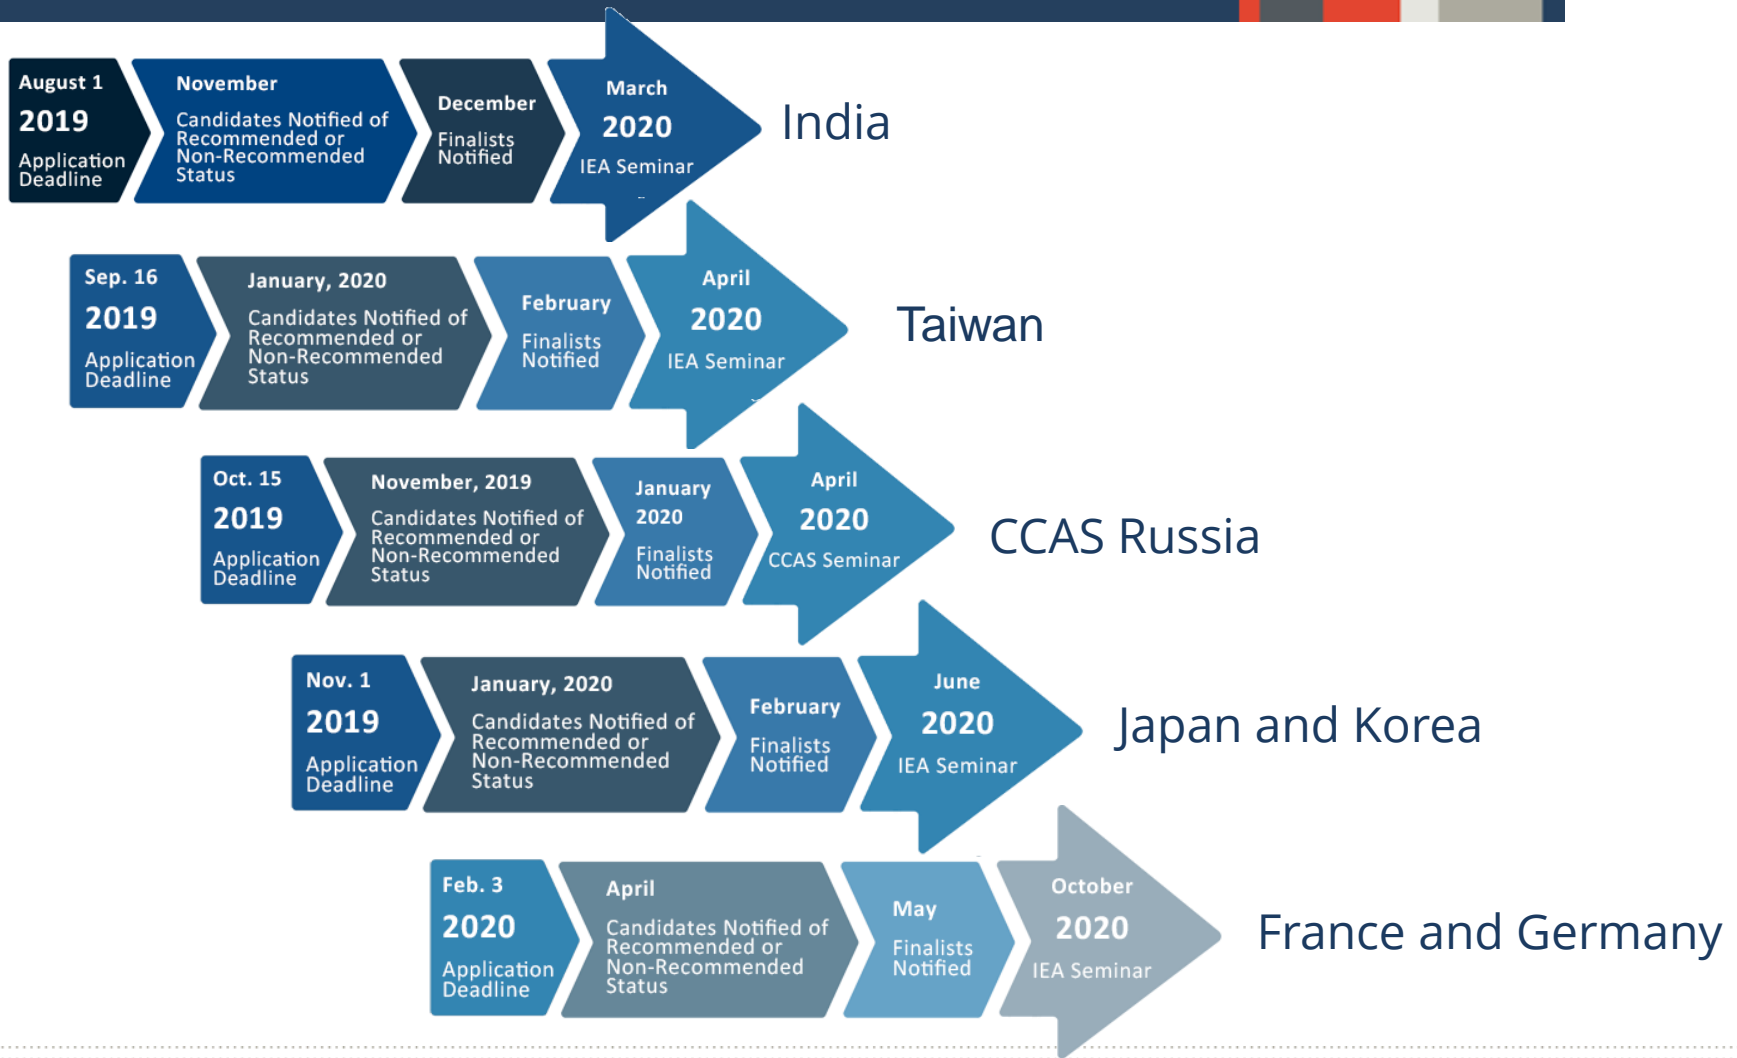 August 1
2019
Application
Deadline
November
Candidates Notified of
Recommended or
Non-Recommended
Status
December
Finalists
Notified
March
2020
IEA Seminar
India
Sep. 16
2019
Application
Deadline
January, 2020
Candidates Notified of
Recommended or
Non-Recommended
Status
February
Finalists
Notified
April
2020
IEA Seminar
Taiwan
Oct. 15
2019
Application
Deadline
November, 2019
Candidates Notified of
Recommended or
Non-Recommended
Status
January
2020
Finalists
Notified
April
2020
CCAS Seminar
CCAS Russia
Nov. 1
2019
Application
Deadline
January, 2020
Candidates Notified of
Recommended or
Non-Recommended
Status
February
Finalists
Notified
June
2020
IEA Seminar
Japan and Korea
Feb. 3
2020
Application
Deadline
April
Candidates Notified of
Recommended or
Non-Recommended
Status
May
Finalists
Notified
October
2020
IEA Seminar
France and Germany